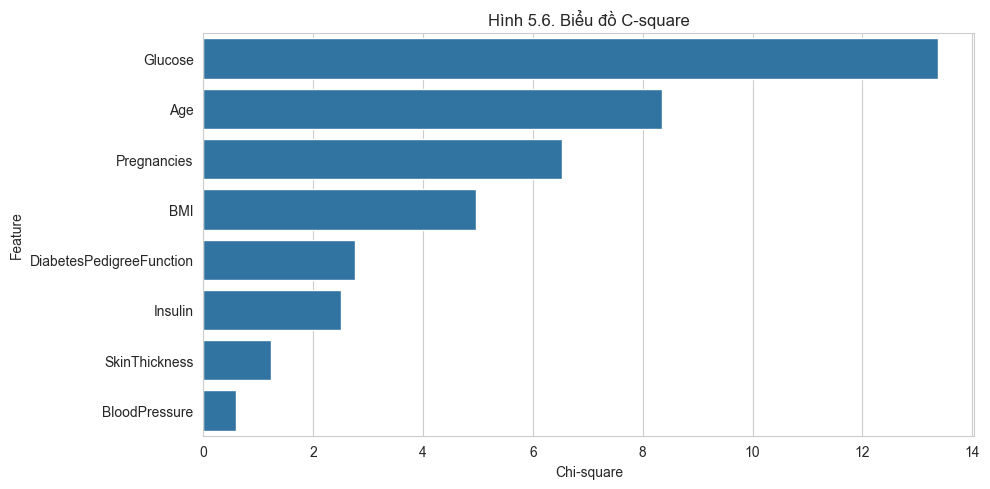 Hình 5.6. Biểu đồ C-square
Feature
Glucose
Age
Pregnancies
BMI
DiabetesPedigreeFunction
Insulin
SkinThickness
BloodPressure
0 2 4 6 8 10 12 14
Chi-square